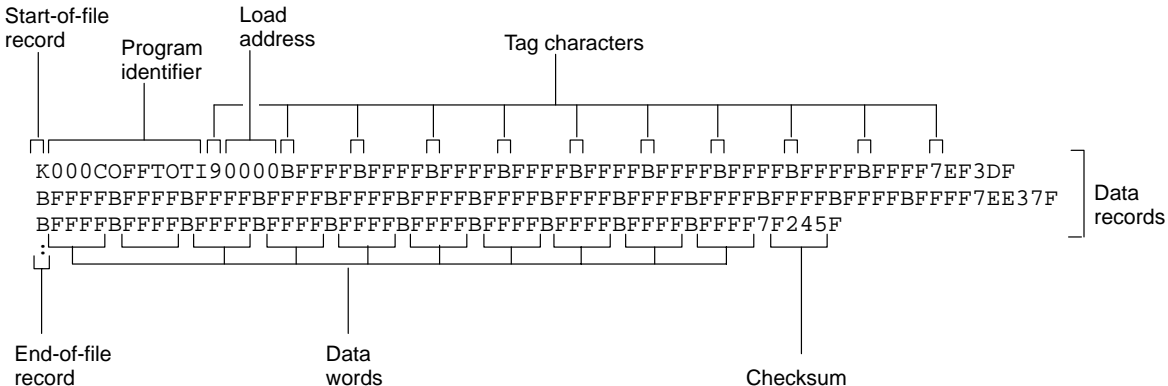 Start-of-file record
Program identifier
Load address
Tag characters
K000COFFTOTI90000BFFFFBFFFFBFFFFBFFFFBFFFFBFFFFBFFFFBFFFFBFFFF7EF3DF
BFFFFBFFFFBFFFFBFFFFBFFFFBFFFFBFFFFBFFFFBFFFFBFFFFBFFFFBFFFFBFFFF7EE37F
BFFFFBFFFFBFFFFBFFFFBFFFFBFFFFBFFFFBFFFFBFFFFBFFFF7F245F
:
Data records
End-of-file record
Data words
Checksum